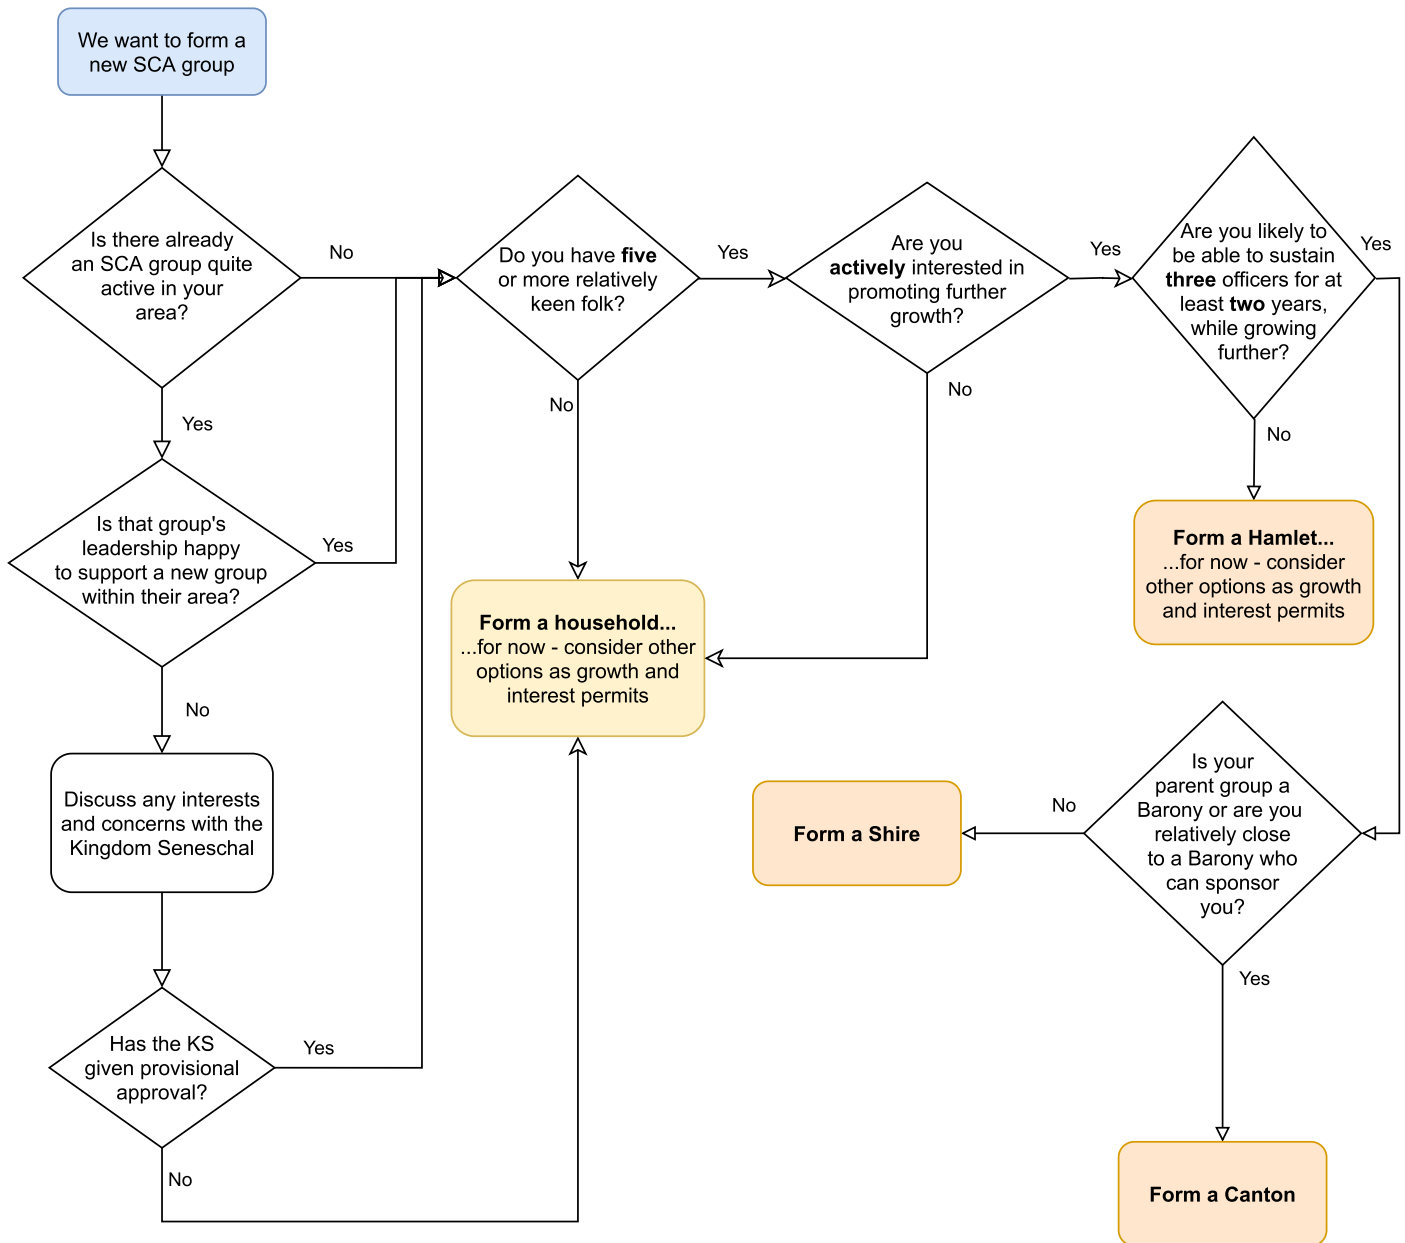 We want to form a
new SCA group
Is there already
an SCA group quite
active in your
area?
No
Yes
Is that group's
leadership happy
to support a new group
within their area?
Yes
No
Discuss any interests
and concerns with the
Kingdom Seneschal
Has the KS
given provisional
approval?
Yes
No
Do you have five
or more relatively
keen folk?
Yes
No
Form a household...
...for now - consider other
options as growth and
interest permits
Are you
actively interested in
promoting further
growth?
Yes
No
Are you likely to
be able to sustain
three officers for at
least two years,
while growing
further?
Yes
No
Form a Hamlet...
...for now - consider
other options as growth
and interest permits
Is your
parent group a
Barony or are you
relatively close
to a Barony who
can sponsor
you?
No
Form a Shire
Yes
Form a Canton